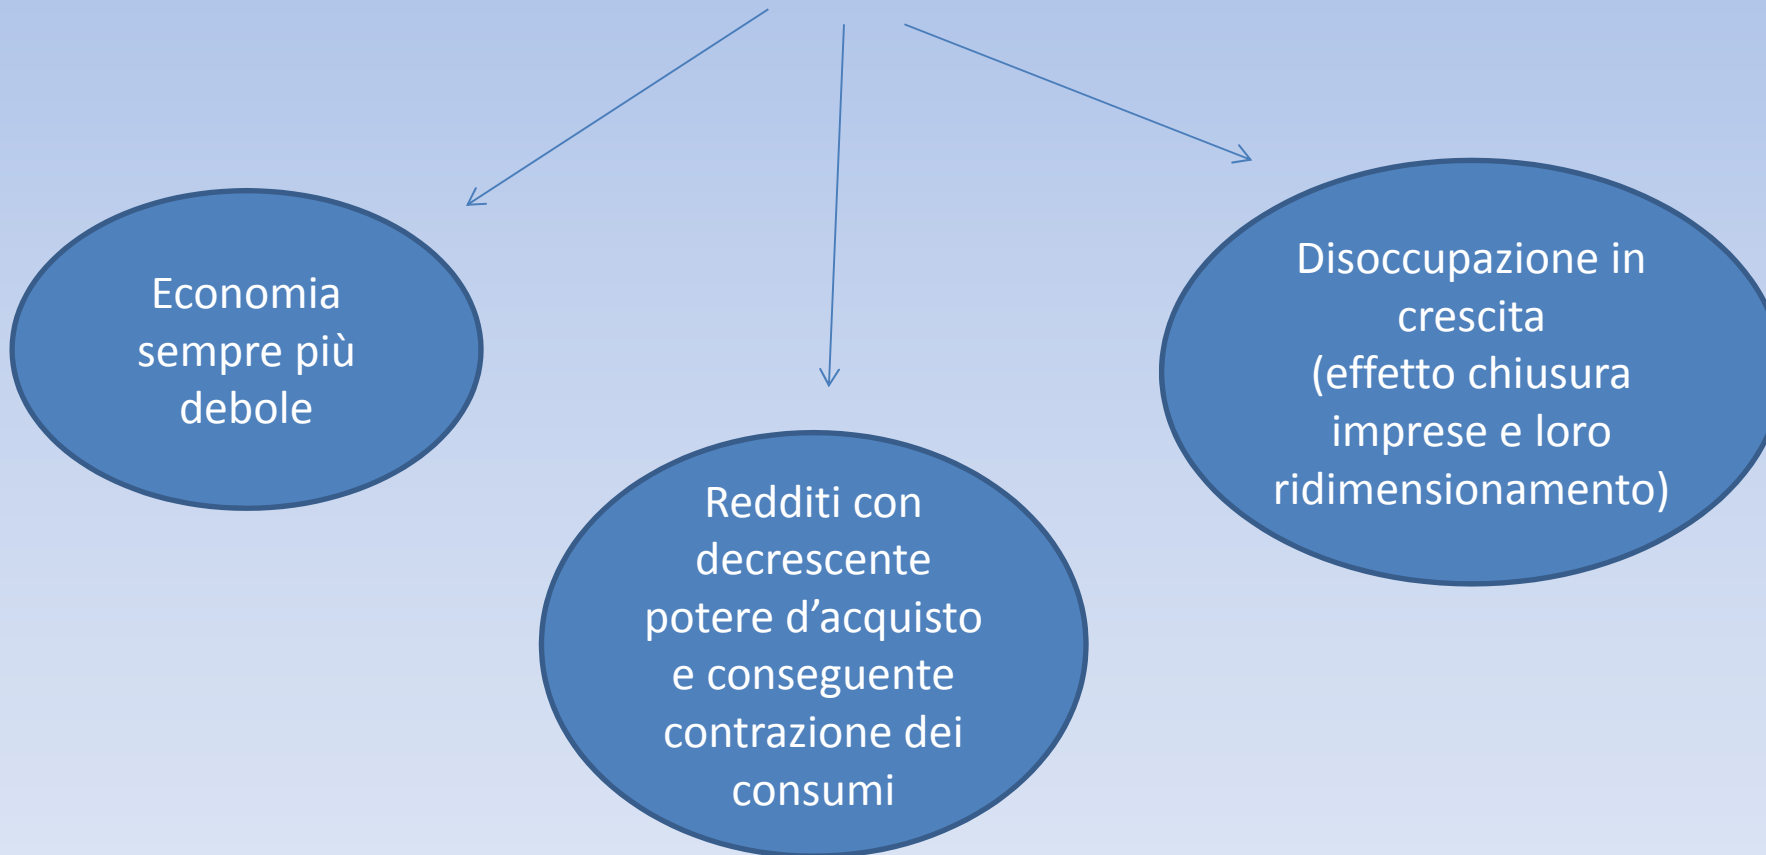 Economia
sempre più
debole
Redditi con
decrescente
potere d’acquisto
e conseguente
contrazione dei
consumi
Disoccupazione in
crescita
(effetto chiusura
imprese e loro
ridimensionamento)